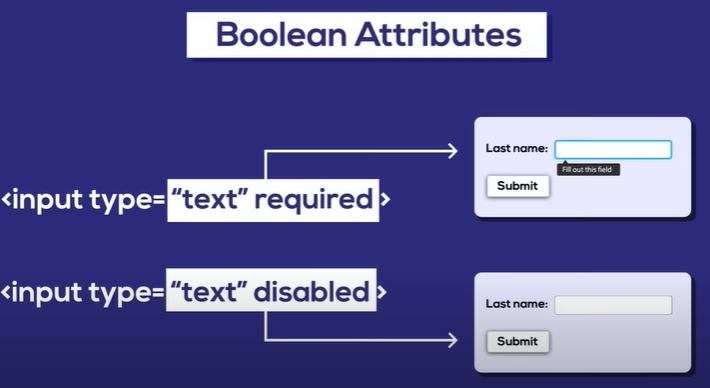 Boolean Attributes
<input type="text" required>
Last name:
Fill out this field
Submit
<input type="text" disabled>
Last name:
Submit